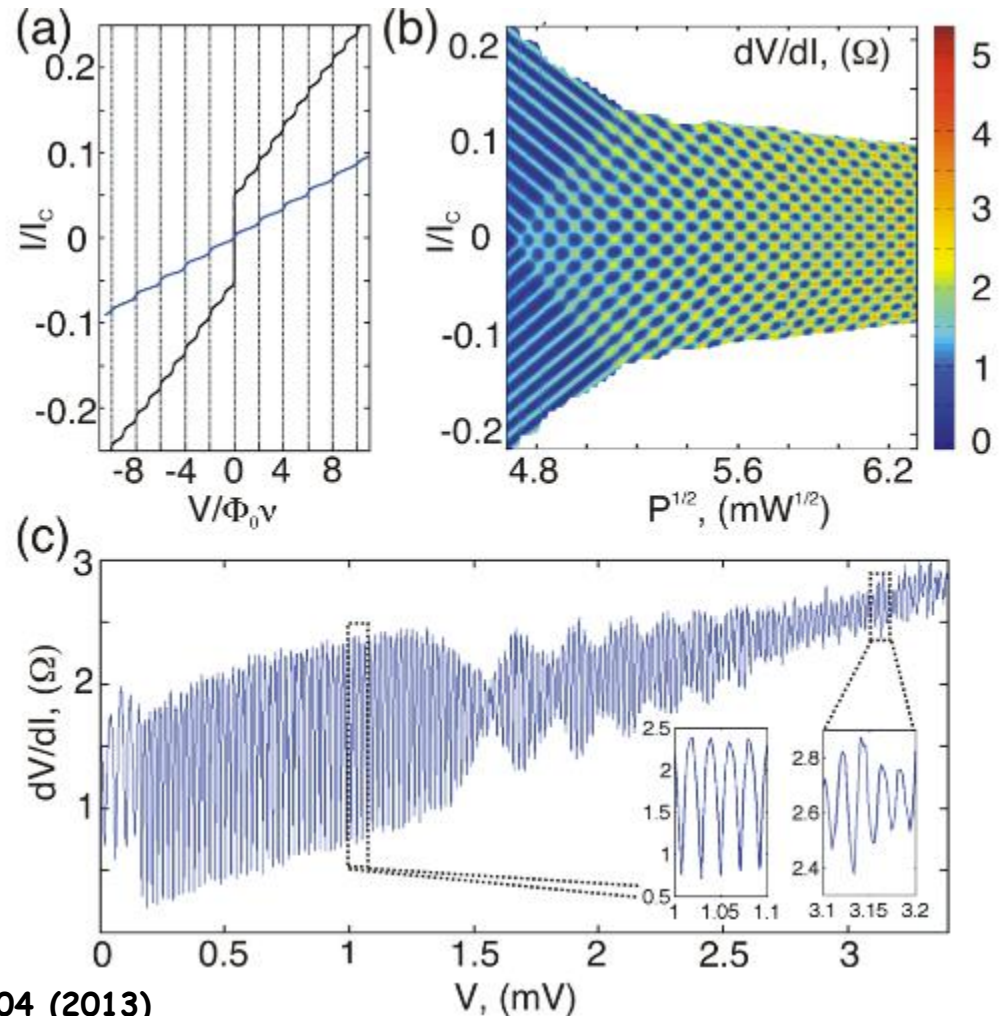 (a)
0.2
0.1
0
-0.1
-0.2
I/I_C
-8 -4 0 4 8
V/Φ₀ν
(b)
0.2
0.1
0
-0.1
-0.2
I/I_C
dV/dI, (Ω)
4.8 5.6 6.2
P^{1/2}, (mW^{1/2})
5
4
3
2
1
0
(c)
3
2
1
dV/dI, (Ω)
0 0.5 1 1.5 2 2.5 3
V, (mV)
2.5
2
1.5
1
0.5
1 1.05 1.1
2.8
2.6
2.4
3.1 3.15 3.2
04 (2013)